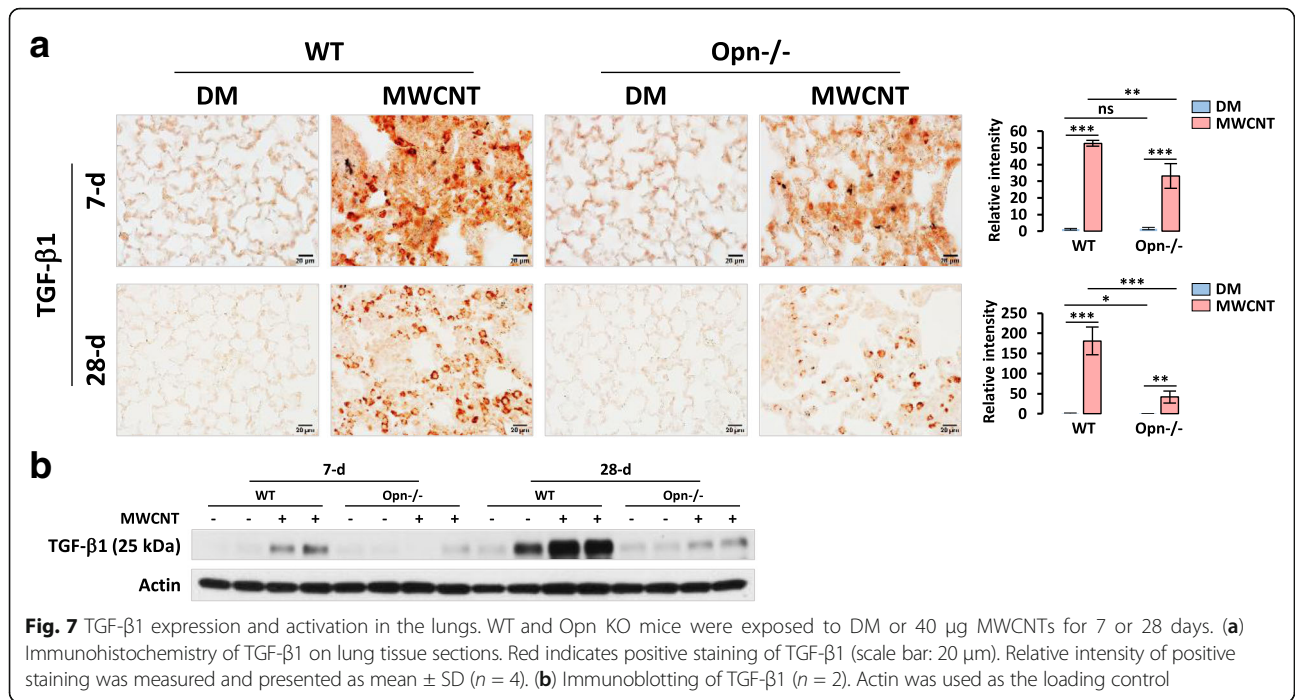 a
WT
Opn-/-
DM
MWCNT
DM
MWCNT
TGF-β1
7-d
28-d
20 µm
20 µm
20 µm
20 µm
20 µm
20 µm
20 µm
20 µm
**
ns
***
***
DM
MWCNT
Relative intensity
60
50
40
30
20
10
0
WT
Opn-/-
***
*
***
**
DM
MWCNT
Relative intensity
250
200
150
100
50
0
WT
Opn-/-
b
7-d
28-d
WT
Opn-/-
WT
Opn-/-
MWCNT
- - + + - - + + - - + + - - + +
TGF-β1 (25 kDa)
Actin
Fig. 7 TGF-β1 expression and activation in the lungs. WT and Opn KO mice were exposed to DM or 40 µg MWCNTs for 7 or 28 days. (a)
Immunohistochemistry of TGF-β1 on lung tissue sections. Red indicates positive staining of TGF-β1 (scale bar: 20 µm). Relative intensity of positive
staining was measured and presented as mean ± SD (n = 4). (b) Immunoblotting of TGF-β1 (n = 2). Actin was used as the loading control